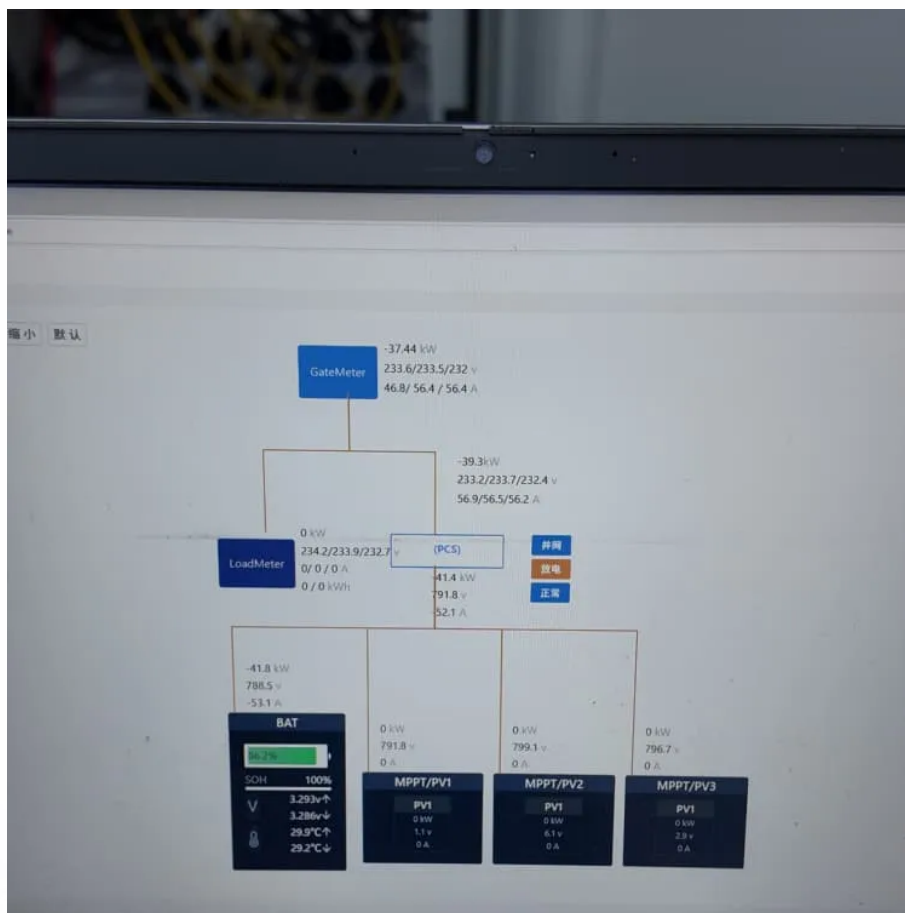 缩小 默认
GateMeter
-37.44 kW
233.6/233.5/232 v
46.8/ 56.4 / 56.4 A
-39.3kW
233.2/233.7/232.4 v
56.9/56.5/56.2 A
LoadMeter
0 kW
234.2/233.9/232.7 v
0/ 0 / 0 A
0 / 0 kWh
(PCS)
并网
放电
正常
-41.4 kW
791.8 v
-52.1 A
-41.8 kW
788.5 v
-53.1 A
BAT
86.2%
SOH 100%
V
3.293v↑
3.286v↓
29.9℃↑
29.2℃↓
0 kW
791.8 v
0 A
MPPT/PV1
PV1
0 kW
1.1 v
0 A
0 kW
799.1 v
0 A
MPPT/PV2
PV1
0 kW
6.1 v
0 A
0 kW
796.7 v
0 A
MPPT/PV3
PV1
0 kW
2.9 v
0 A